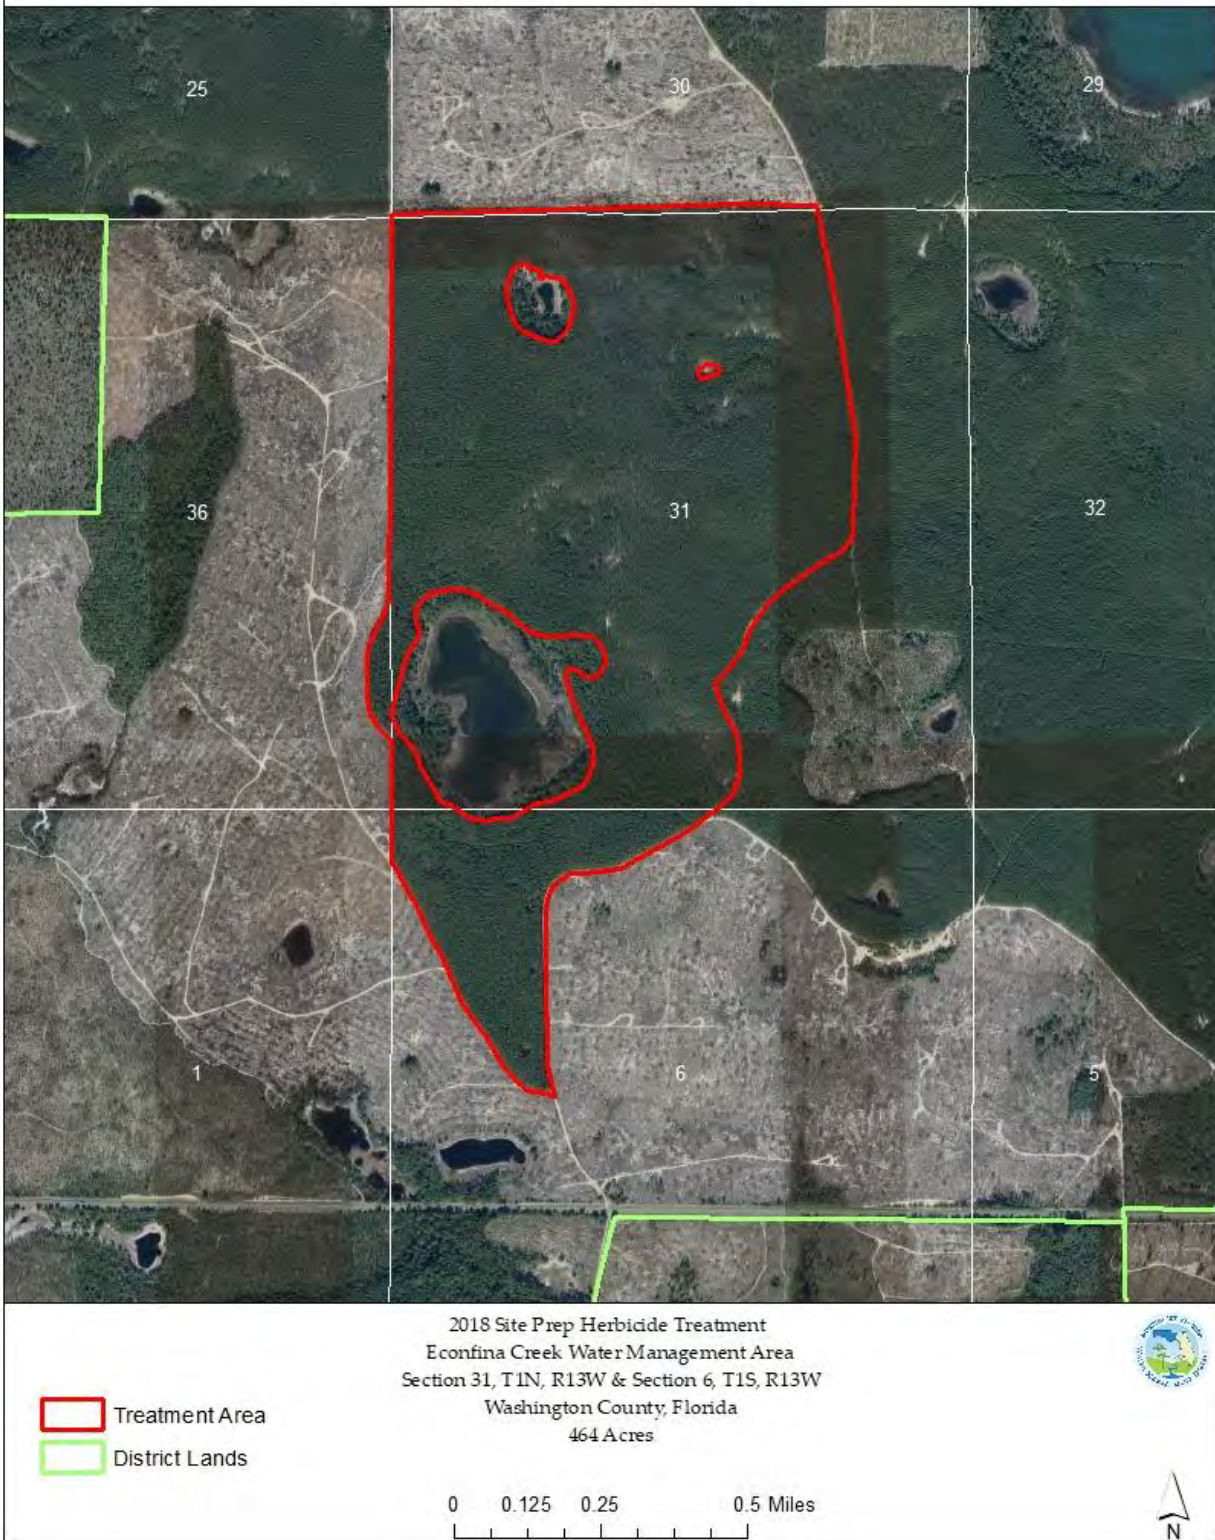 25
30
29
36
31
32
1
6
5
2018 Site Prep Herbicide Treatment
Econfina Creek Water Management Area
Section 31, T1N, R13W & Section 6, T1S, R13W
Washington County, Florida
464 Acres
Treatment Area
District Lands
0 0.125 0.25 0.5 Miles
N